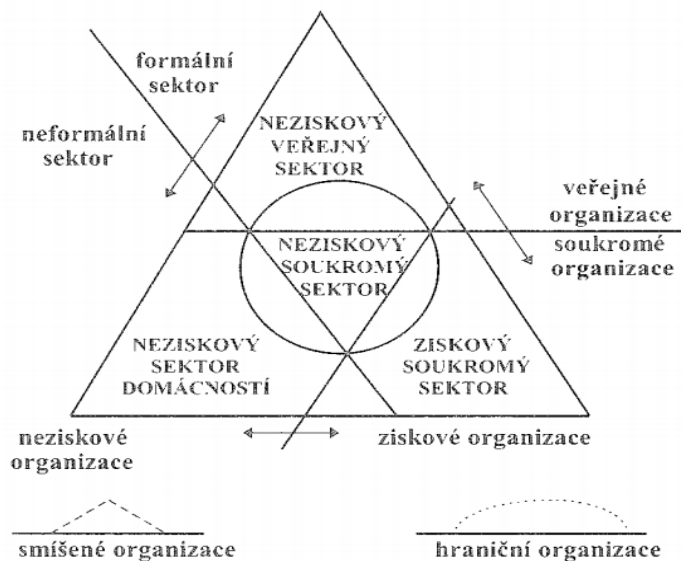 formální
sektor
neformální
sektor
NEZISKOVÝ
VEŘEJNÝ
SEKTOR
veřejné
organizace
soukromé
organizace
NEZISKOVÝ
SOUKROMÝ
SEKTOR
NEZISKOVÝ
SEKTOR
DOMÁCNOSTÍ
ZISKOVÝ
SOUKROMÝ
SEKTOR
neziskové
organizace
ziskové organizace
smíšené organizace
hraniční organizace